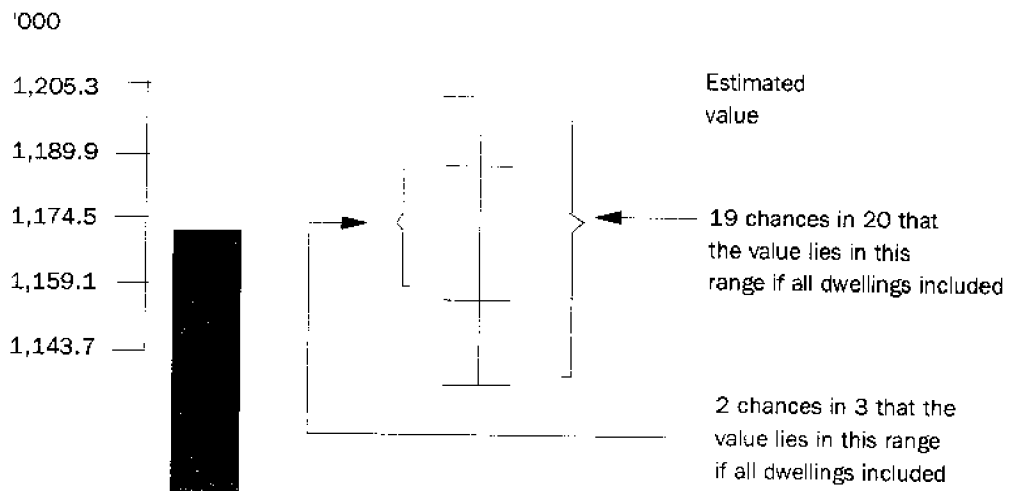 '000
1,205.3
1,189.9
1,174.5
1,159.1
1,143.7
Estimated
value
19 chances in 20 that
the value lies in this
range if all dwellings included
2 chances in 3 that the
value lies in this range
if all dwellings included